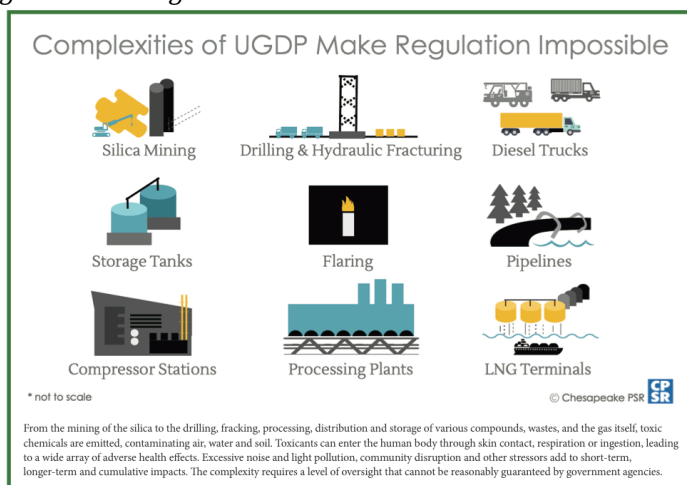 Complexities of UGDP Make Regulation Impossible
Silica Mining
Drilling & Hydraulic Fracturing
Diesel Trucks
Storage Tanks
Flaring
Pipelines
Compressor Stations
Processing Plants
LNG Terminals
* not to scale
© Chesapeake PSR
CP
SR
From the mining of the silica to the drilling, fracking, processing, distribution and storage of various compounds, wastes, and the gas itself, toxic
chemicals are emitted, contaminating air, water and soil. Toxicants can enter the human body through skin contact, respiration or ingestion, leading
to a wide array of adverse health effects. Excessive noise and light pollution, community disruption and other stressors add to short-term,
longer-term and cumulative impacts. The complexity requires a level of oversight that cannot be reasonably guaranteed by government agencies.